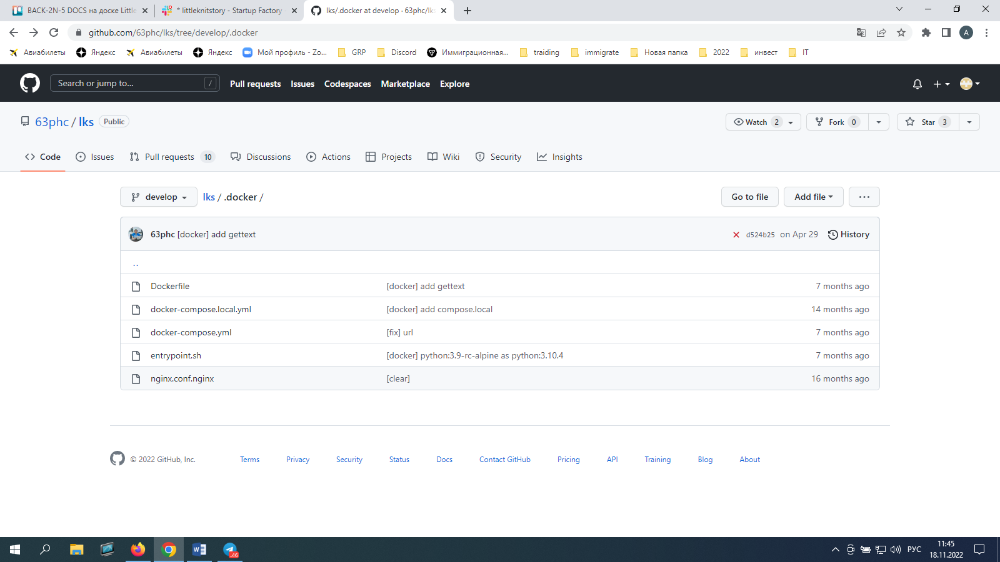 BACK-2N-5 DOCS на доске Little
* littleknitstory - Startup Factory
lks/.docker at develop · 63phc/lks
github.com/63phc/lks/tree/develop/.docker
A
Авиабилеты
Яндекс
Авиабилеты
Яндекс
Мой профиль - Zo...
GRP
Discord
Иммиграционная...
traiding
immigrate
Новая папка
2022
инвест
IT
Search or jump to...
/
Pull requests
Issues
Codespaces
Marketplace
Explore
63phc / lks
Public
Watch 2
Fork 0
Star 3
Code
Issues
Pull requests 10
Discussions
Actions
Projects
Wiki
Security
Insights
develop
lks / .docker /
Go to file
Add file
63phc [docker] add gettext
d524b25 on Apr 29
History
..
Dockerfile [docker] add gettext 7 months ago
docker-compose.local.yml [docker] add compose.local 14 months ago
docker-compose.yml [fix] url 7 months ago
entrypoint.sh [docker] python:3.9-rc-alpine as python:3.10.4 7 months ago
nginx.conf.nginx [clear] 16 months ago
© 2022 GitHub, Inc.
Terms
Privacy
Security
Status
Docs
Contact GitHub
Pricing
API
Training
Blog
About
.46
РУС
11:45
18.11.2022